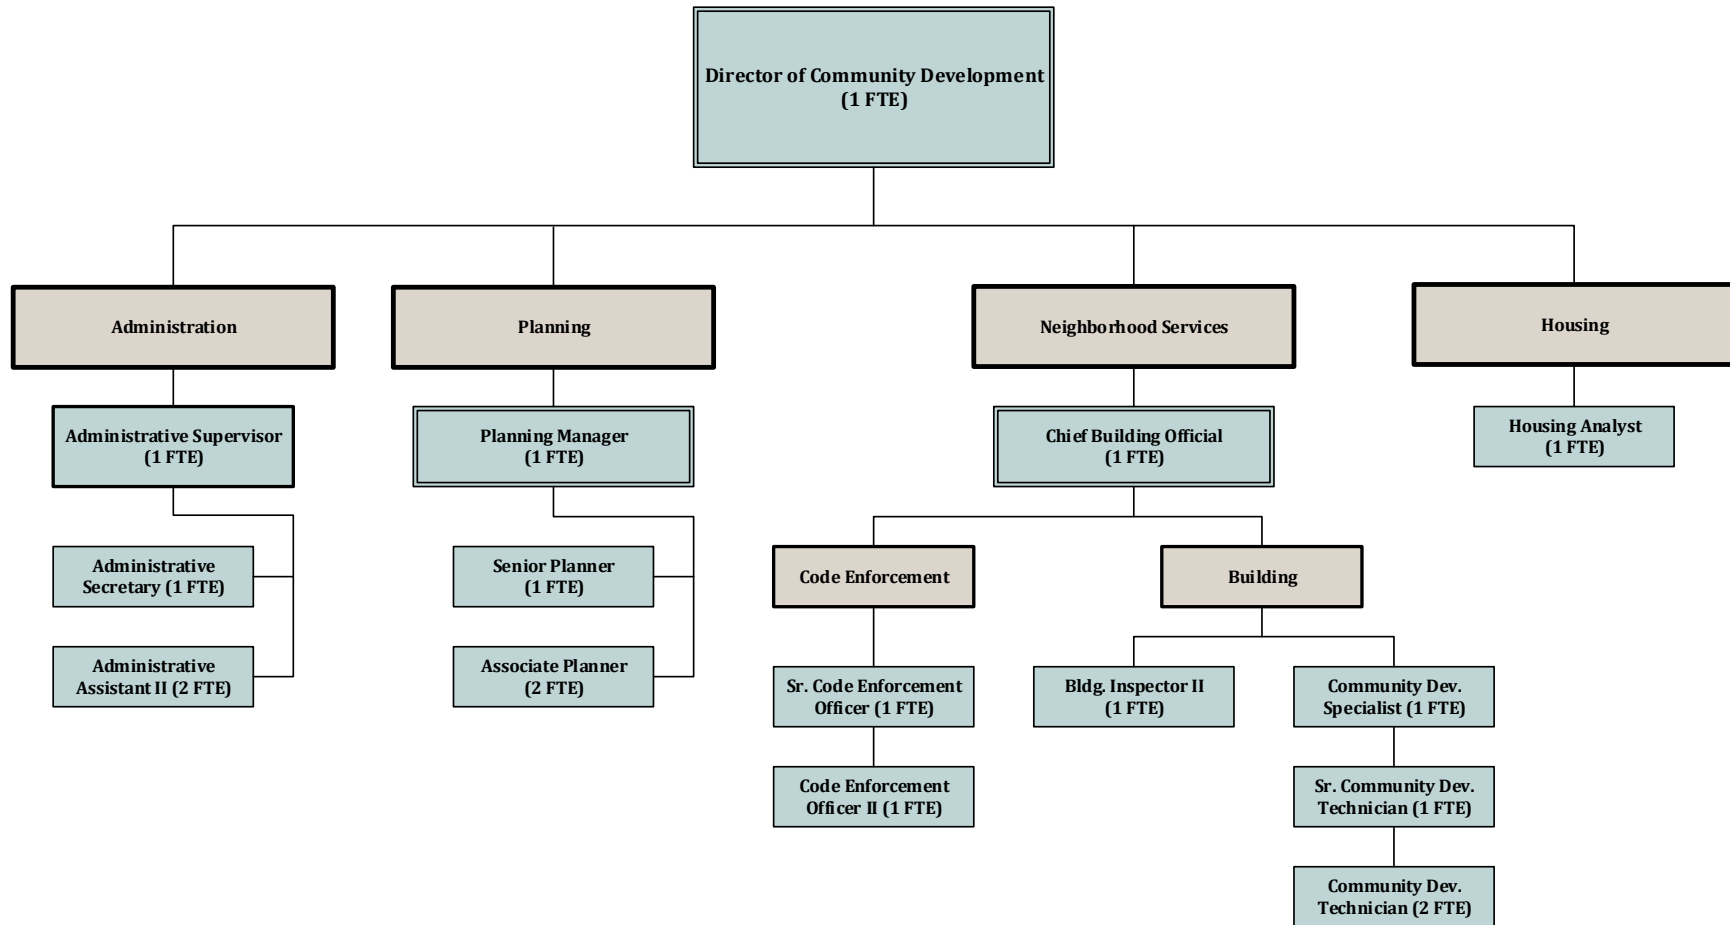 Director of Community Development
(1 FTE)
Administration
Planning
Neighborhood Services
Housing
Administrative Supervisor
(1 FTE)
Planning Manager
(1 FTE)
Chief Building Official
(1 FTE)
Housing Analyst
(1 FTE)
Administrative
Secretary (1 FTE)
Senior Planner
(1 FTE)
Code Enforcement
Building
Administrative
Assistant II (2 FTE)
Associate Planner
(2 FTE)
Sr. Code Enforcement
Officer (1 FTE)
Bldg. Inspector II
(1 FTE)
Community Dev.
Specialist (1 FTE)
Code Enforcement
Officer II (1 FTE)
Sr. Community Dev.
Technician (1 FTE)
Community Dev.
Technician (2 FTE)